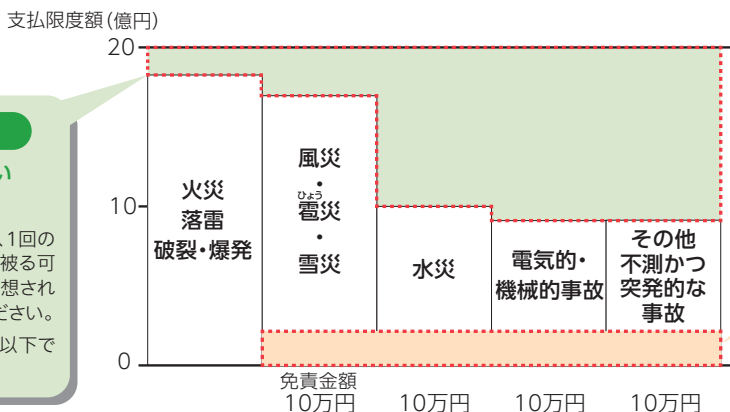 支払限度額(億円)
20
10
0
い
、1回の
被る可
想され
ださい。
以下で
火災
落雷
破裂・爆発
風災
・
ひょう
雹災
・
雪災
水災
電気的・
機械的事故
その他
不測かつ
突発的な
事故
免責金額
10万円
10万円
10万円
10万円